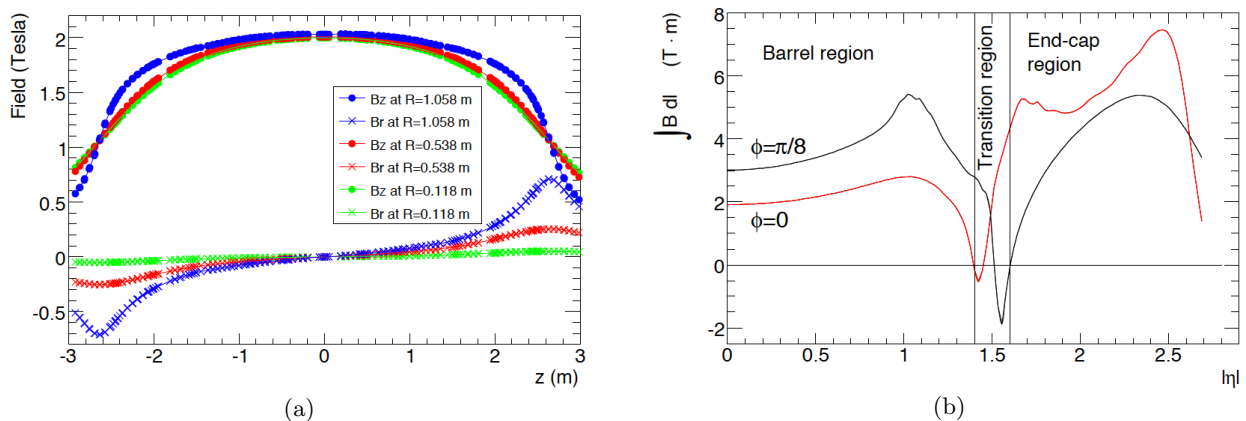 Field (Tesla)
2
1.5
1
0.5
0
-0.5
Bz at R=1.058 m
Br at R=1.058 m
Bz at R=0.538 m
Br at R=0.538 m
Bz at R=0.118 m
Br at R=0.118 m
-3 -2 -1 0 1 2 3
z (m)
(a)
∫ B dl (T · m)
8
6
4
2
0
-2
Barrel region
Transition region
End-cap
region
ϕ=π/8
ϕ=0
0 0.5 1 1.5 2 2.5
|η|
(b)